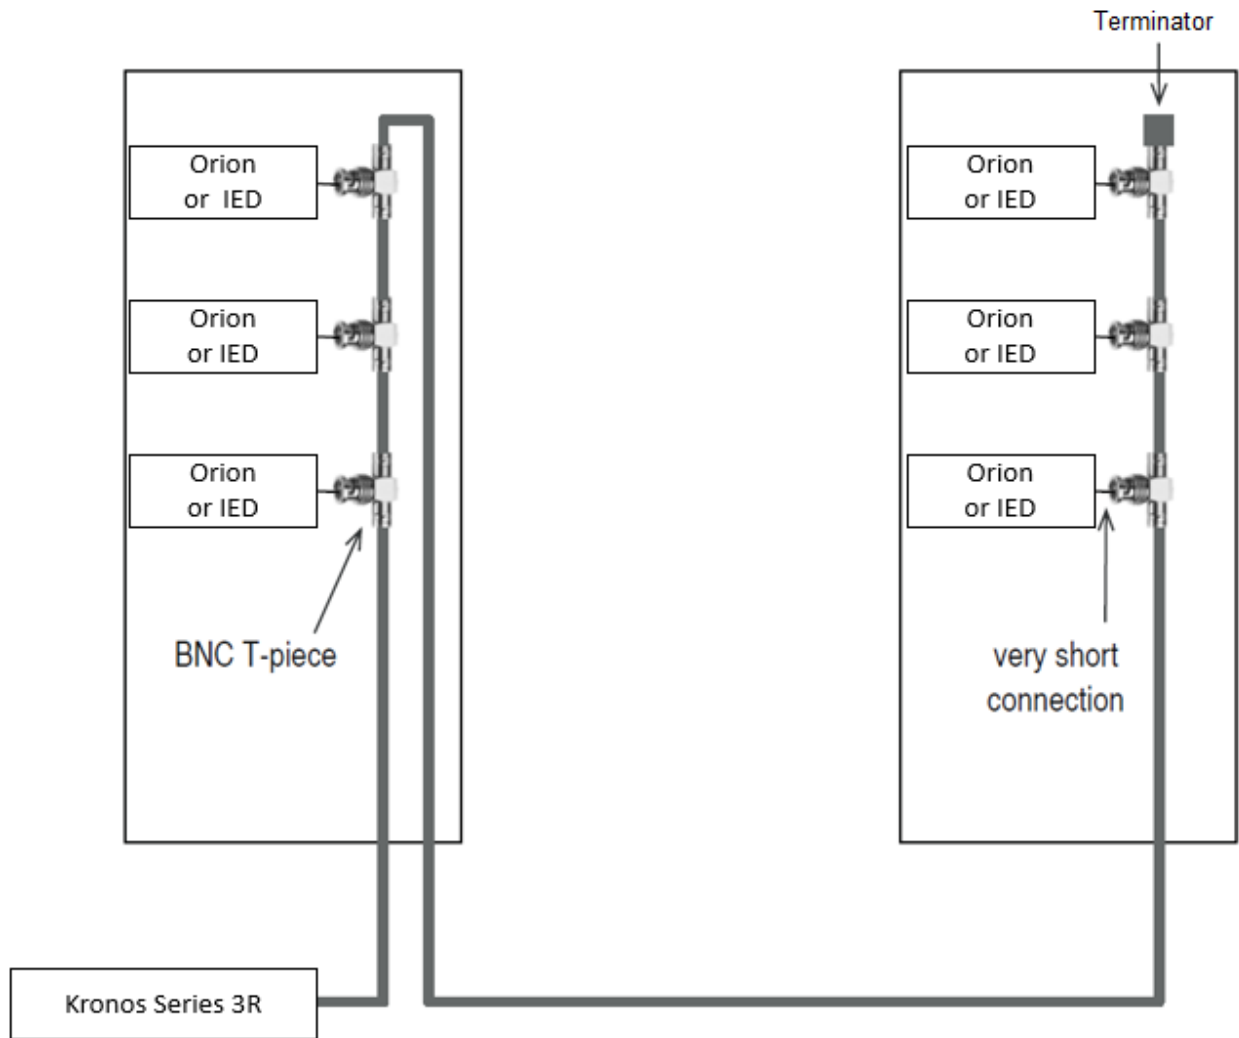 Terminator
Orion
or IED
Orion
or IED
Orion
or IED
Orion
or IED
Orion
or IED
Orion
or IED
BNC T-piece
very short
connection
Kronos Series 3R